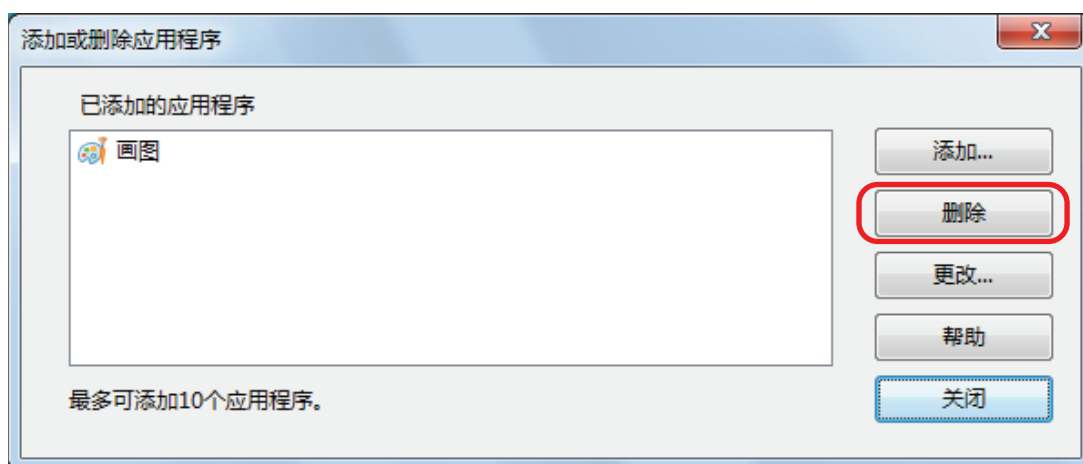 添加或删除应用程序
已添加的应用程序
画图
添加...
删除
更改...
帮助
最多可添加10个应用程序。
关闭